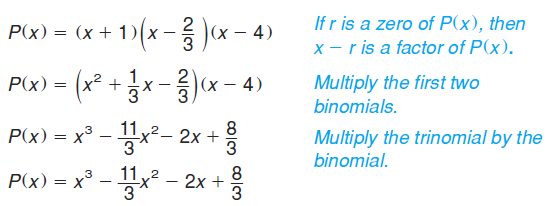 P(x) = (x + 1)(x − 2/3)(x − 4)
If r is a zero of P(x), then
x − r is a factor of P(x).
P(x) = (x² + 1/3x − 2/3)(x − 4)
Multiply the first two
binomials.
P(x) = x³ − 11/3x² − 2x + 8/3
Multiply the trinomial by the
binomial.
P(x) = x³ − 11/3x² − 2x + 8/3